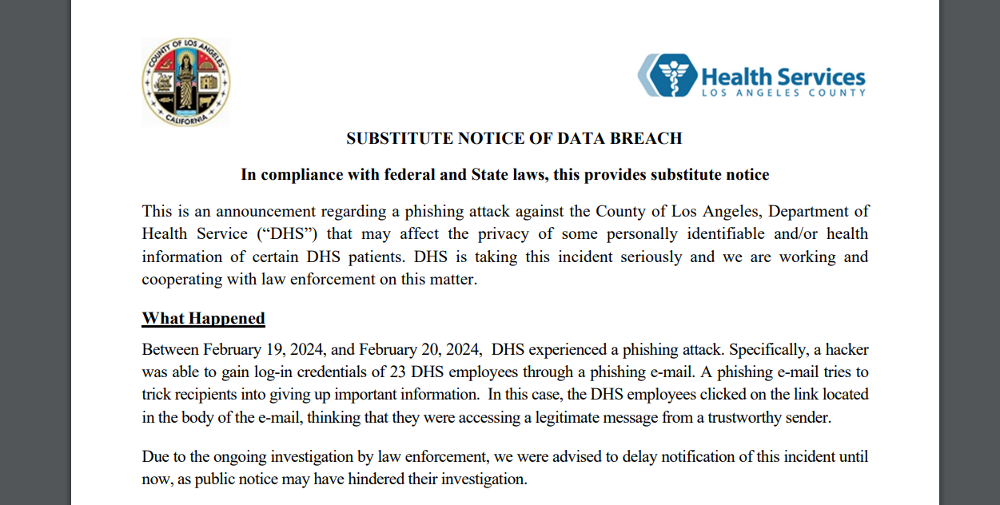 COUNTY OF LOS ANGELES
CALIFORNIA
Health Services
LOS ANGELES COUNTY
SUBSTITUTE NOTICE OF DATA BREACH
In compliance with federal and State laws, this provides substitute notice
This is an announcement regarding a phishing attack against the County of Los Angeles, Department of
Health Service (“DHS”) that may affect the privacy of some personally identifiable and/or health
information of certain DHS patients. DHS is taking this incident seriously and we are working and
cooperating with law enforcement on this matter.
What Happened
Between February 19, 2024, and February 20, 2024,  DHS experienced a phishing attack. Specifically, a hacker
was able to gain log-in credentials of 23 DHS employees through a phishing e-mail. A phishing e-mail tries to
trick recipients into giving up important information.  In this case, the DHS employees clicked on the link located
in the body of the e-mail, thinking that they were accessing a legitimate message from a trustworthy sender.
Due to the ongoing investigation by law enforcement, we were advised to delay notification of this incident until
now, as public notice may have hindered their investigation.